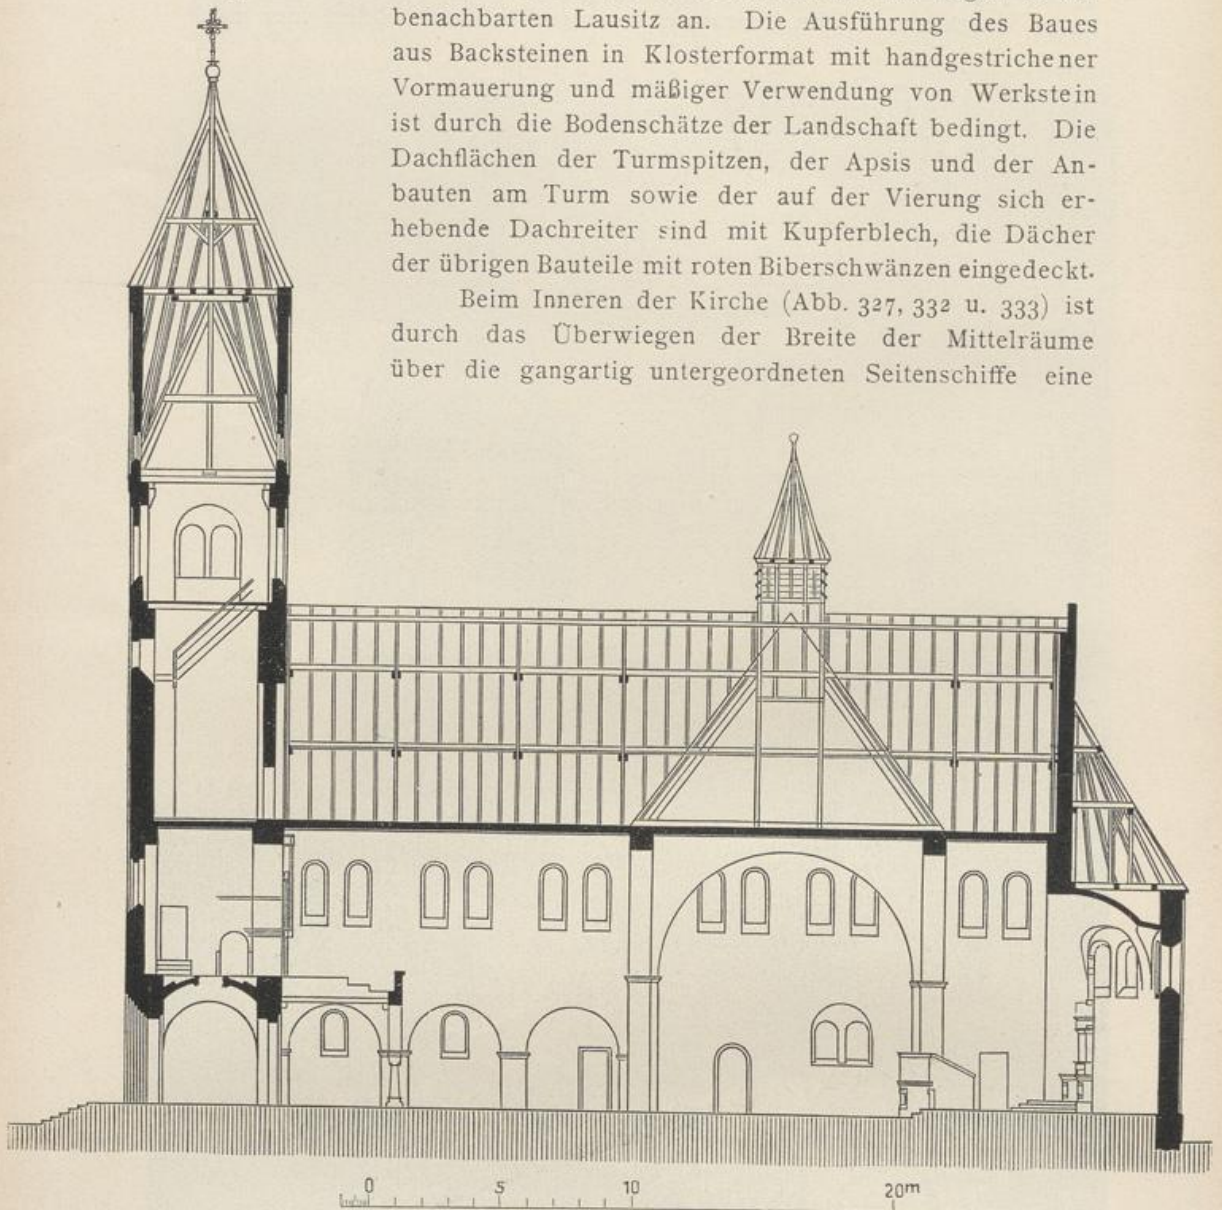 benachbarten Lausitz an. Die Ausführung des Baues
aus Backsteinen in Klosterformat mit handgestrichener
Vormauerung und mäßiger Verwendung von Werkstein
ist durch die Bodenschätze der Landschaft bedingt. Die
Dachflächen der Turmspitzen, der Apsis und der An-
bauten am Turm sowie der auf der Vierung sich er-
hebende Dachreiter sind mit Kupferblech, die Dächer
der übrigen Bauteile mit roten Biberschwänzen eingedeckt.
Beim Inneren der Kirche (Abb. 327, 332 u. 333) ist
durch das Überwiegen der Breite der Mittelräume
über die gangartig untergeordneten Seitenschiffe eine
0 5 10 20m